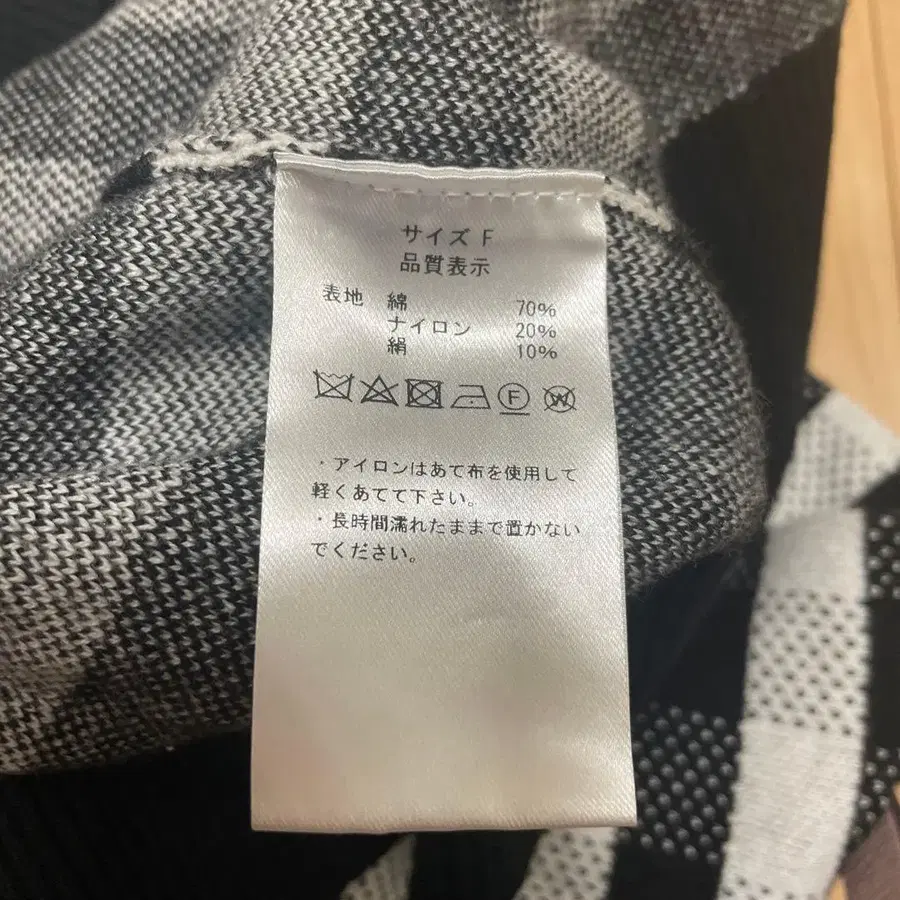 サイズ F
品質表示
表地 綿 70%
ナイロン 20%
絹 10%
F W
・アイロンはあて布を使用して
軽くあてて下さい。
・長時間濡れたままで置かない
でください。